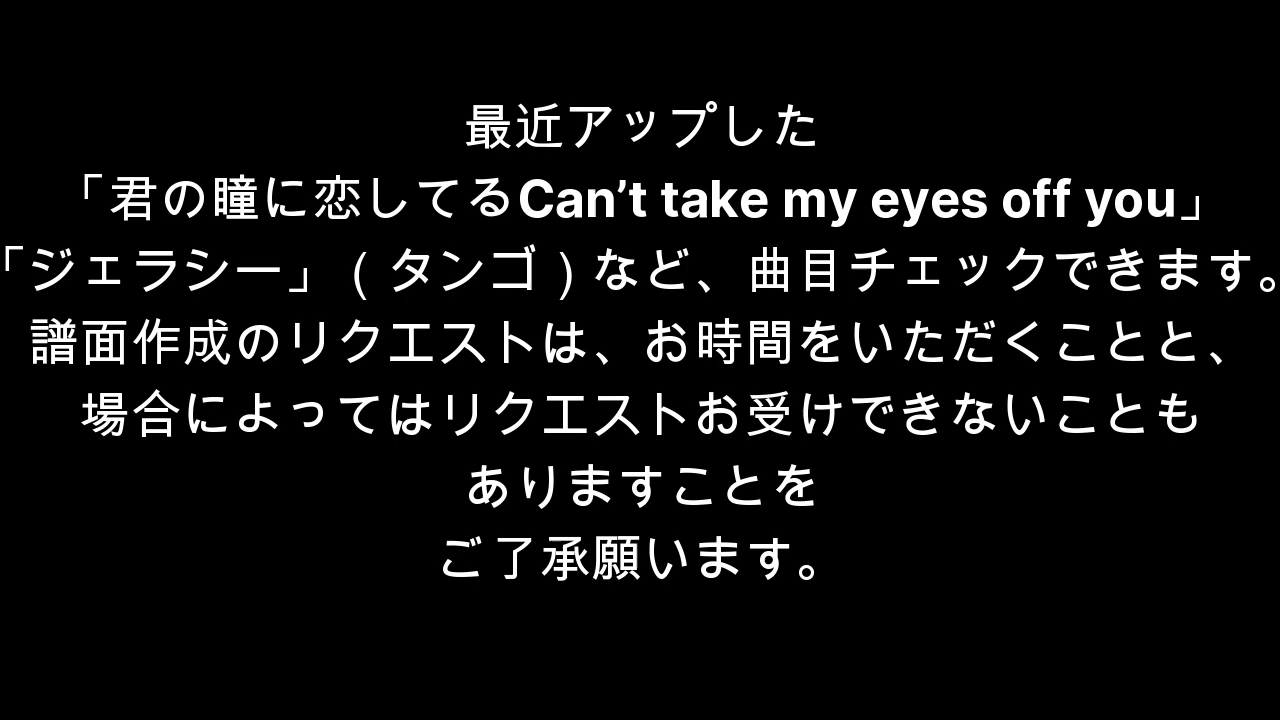 最近アップした
「君の瞳に恋してるCan’t take my eyes off you」
「ジェラシー」（タンゴ）など、曲目チェックできます。
譜面作成のリクエストは、お時間をいただくことと、
場合によってはリクエストお受けできないことも
ありますことを
ご了承願います。